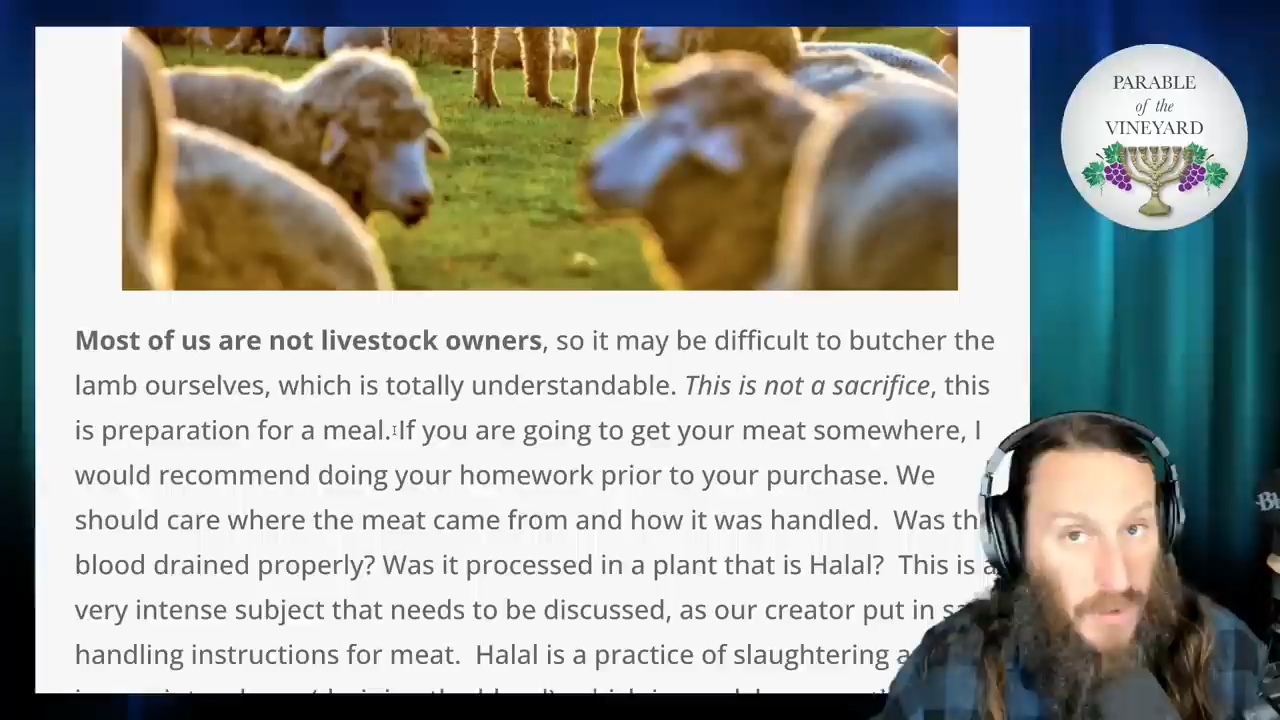 PARABLE
of the
VINEYARD
Most of us are not livestock owners, so it may be difficult to butcher the
lamb ourselves, which is totally understandable. This is not a sacrifice, this
is preparation for a meal. If you are going to get your meat somewhere, I
would recommend doing your homework prior to your purchase. We
should care where the meat came from and how it was handled. Was
blood drained properly? Was it processed in a plant that is Halal? This is
very intense subject that needs to be discussed, as our creator put in
handling instructions for meat. Halal is a practice of slaughtering